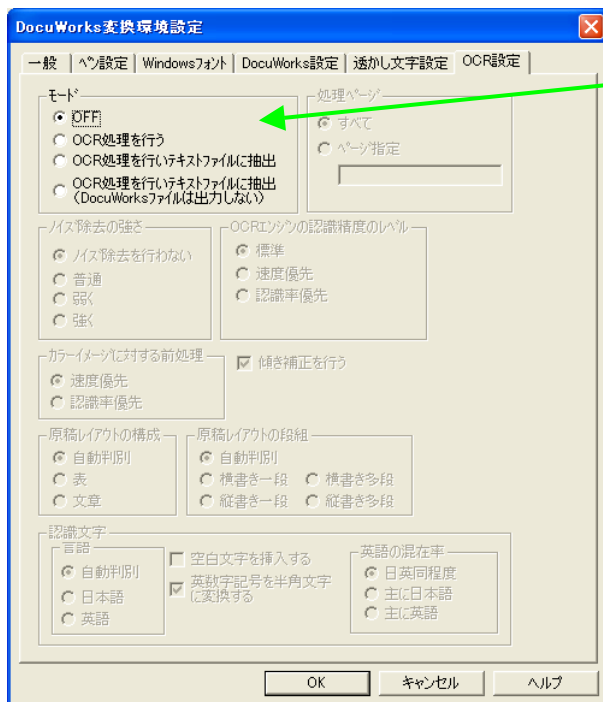 DocuWorks変換環境設定
一般 ペン設定 Windowsフォント DocuWorks設定 透かし文字設定 OCR設定
モード
OFF
OCR処理を行う
OCR処理を行いテキストファイルに抽出
OCR処理を行いテキストファイルに抽出
(DocuWorksファイルは出力しない)
処理ページ
すべて
ページ指定
ノイズ除去の強さ
ノイズ除去を行わない
普通
弱く
強く
OCRエンジンの認識精度のレベル
標準
速度優先
認識率優先
カラーイメージに対する前処理
速度優先
認識率優先
傾き補正を行う
原稿レイアウトの構成
自動判別
表
文章
原稿レイアウトの段組
自動判別
横書き一段 横書き多段
縦書き一段 縦書き多段
認識文字
言語
自動判別
日本語
英語
空白文字を挿入する
英数字記号を半角文字
に変換する
英語の混在率
日英同程度
主に日本語
主に英語
OK キャンセル ヘルプ